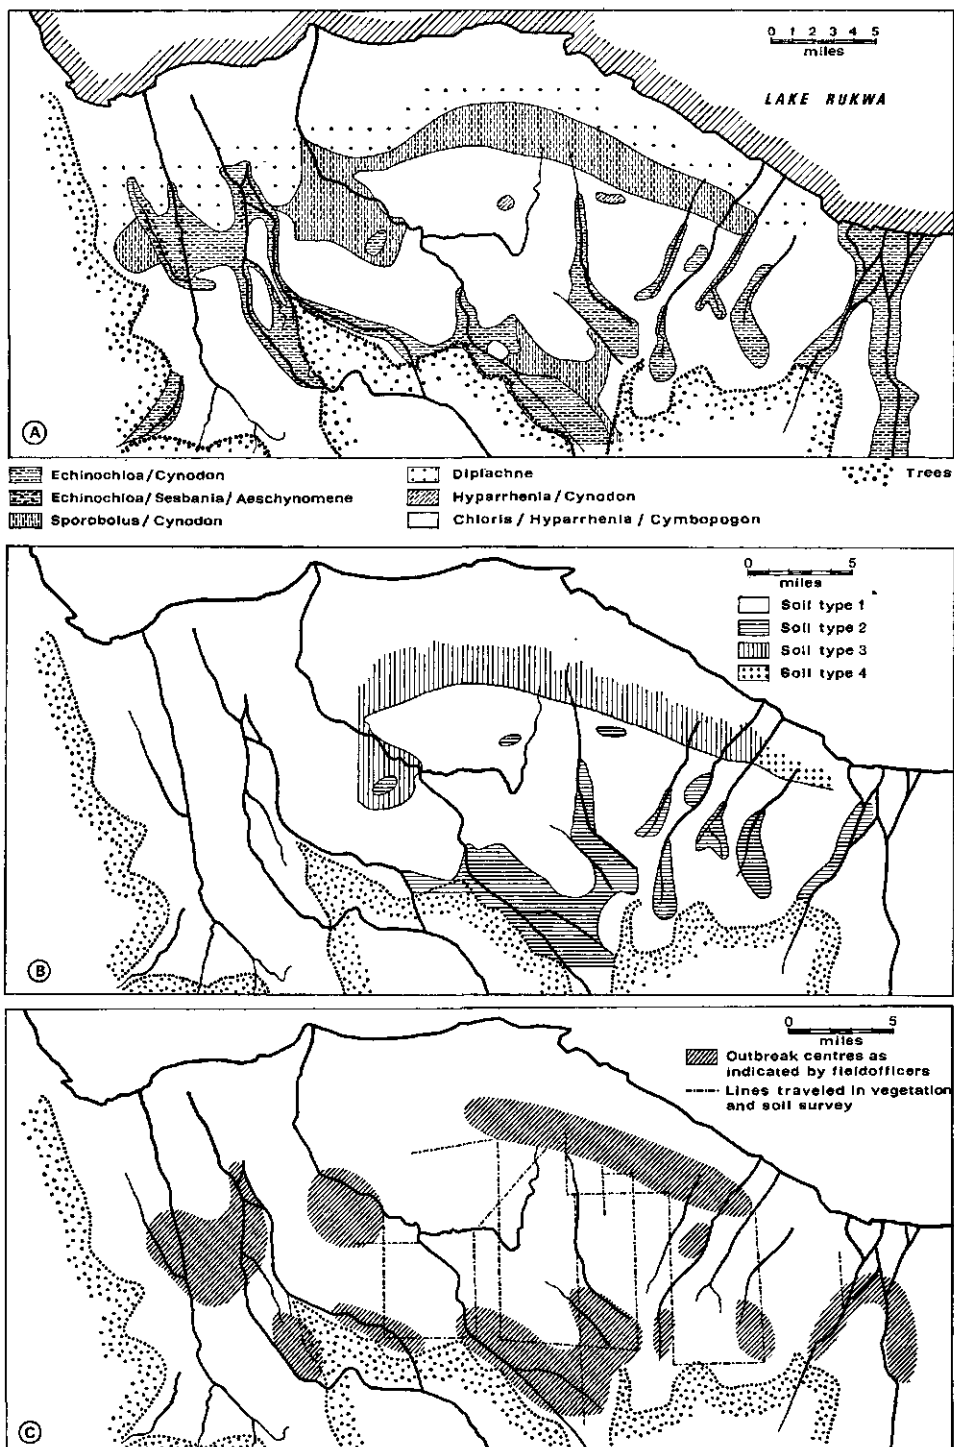 0 1 2 3 4 5
miles
LAKE RUKWA
A
Echinochloa/Cynodon
Echinochloa/Sesbania/Aeschynomene
Sporobolus/Cynodon
Diplachne
Hyparrhenia/Cynodon
Chloris/Hyparrhenia/Cymbopogon
Trees
0 5
miles
Soil type 1
Soil type 2
Soil type 3
Soil type 4
B
0 5
miles
Outbreak centres as
indicated by fieldofficers
Lines traveled in vegetation
and soil survey
C